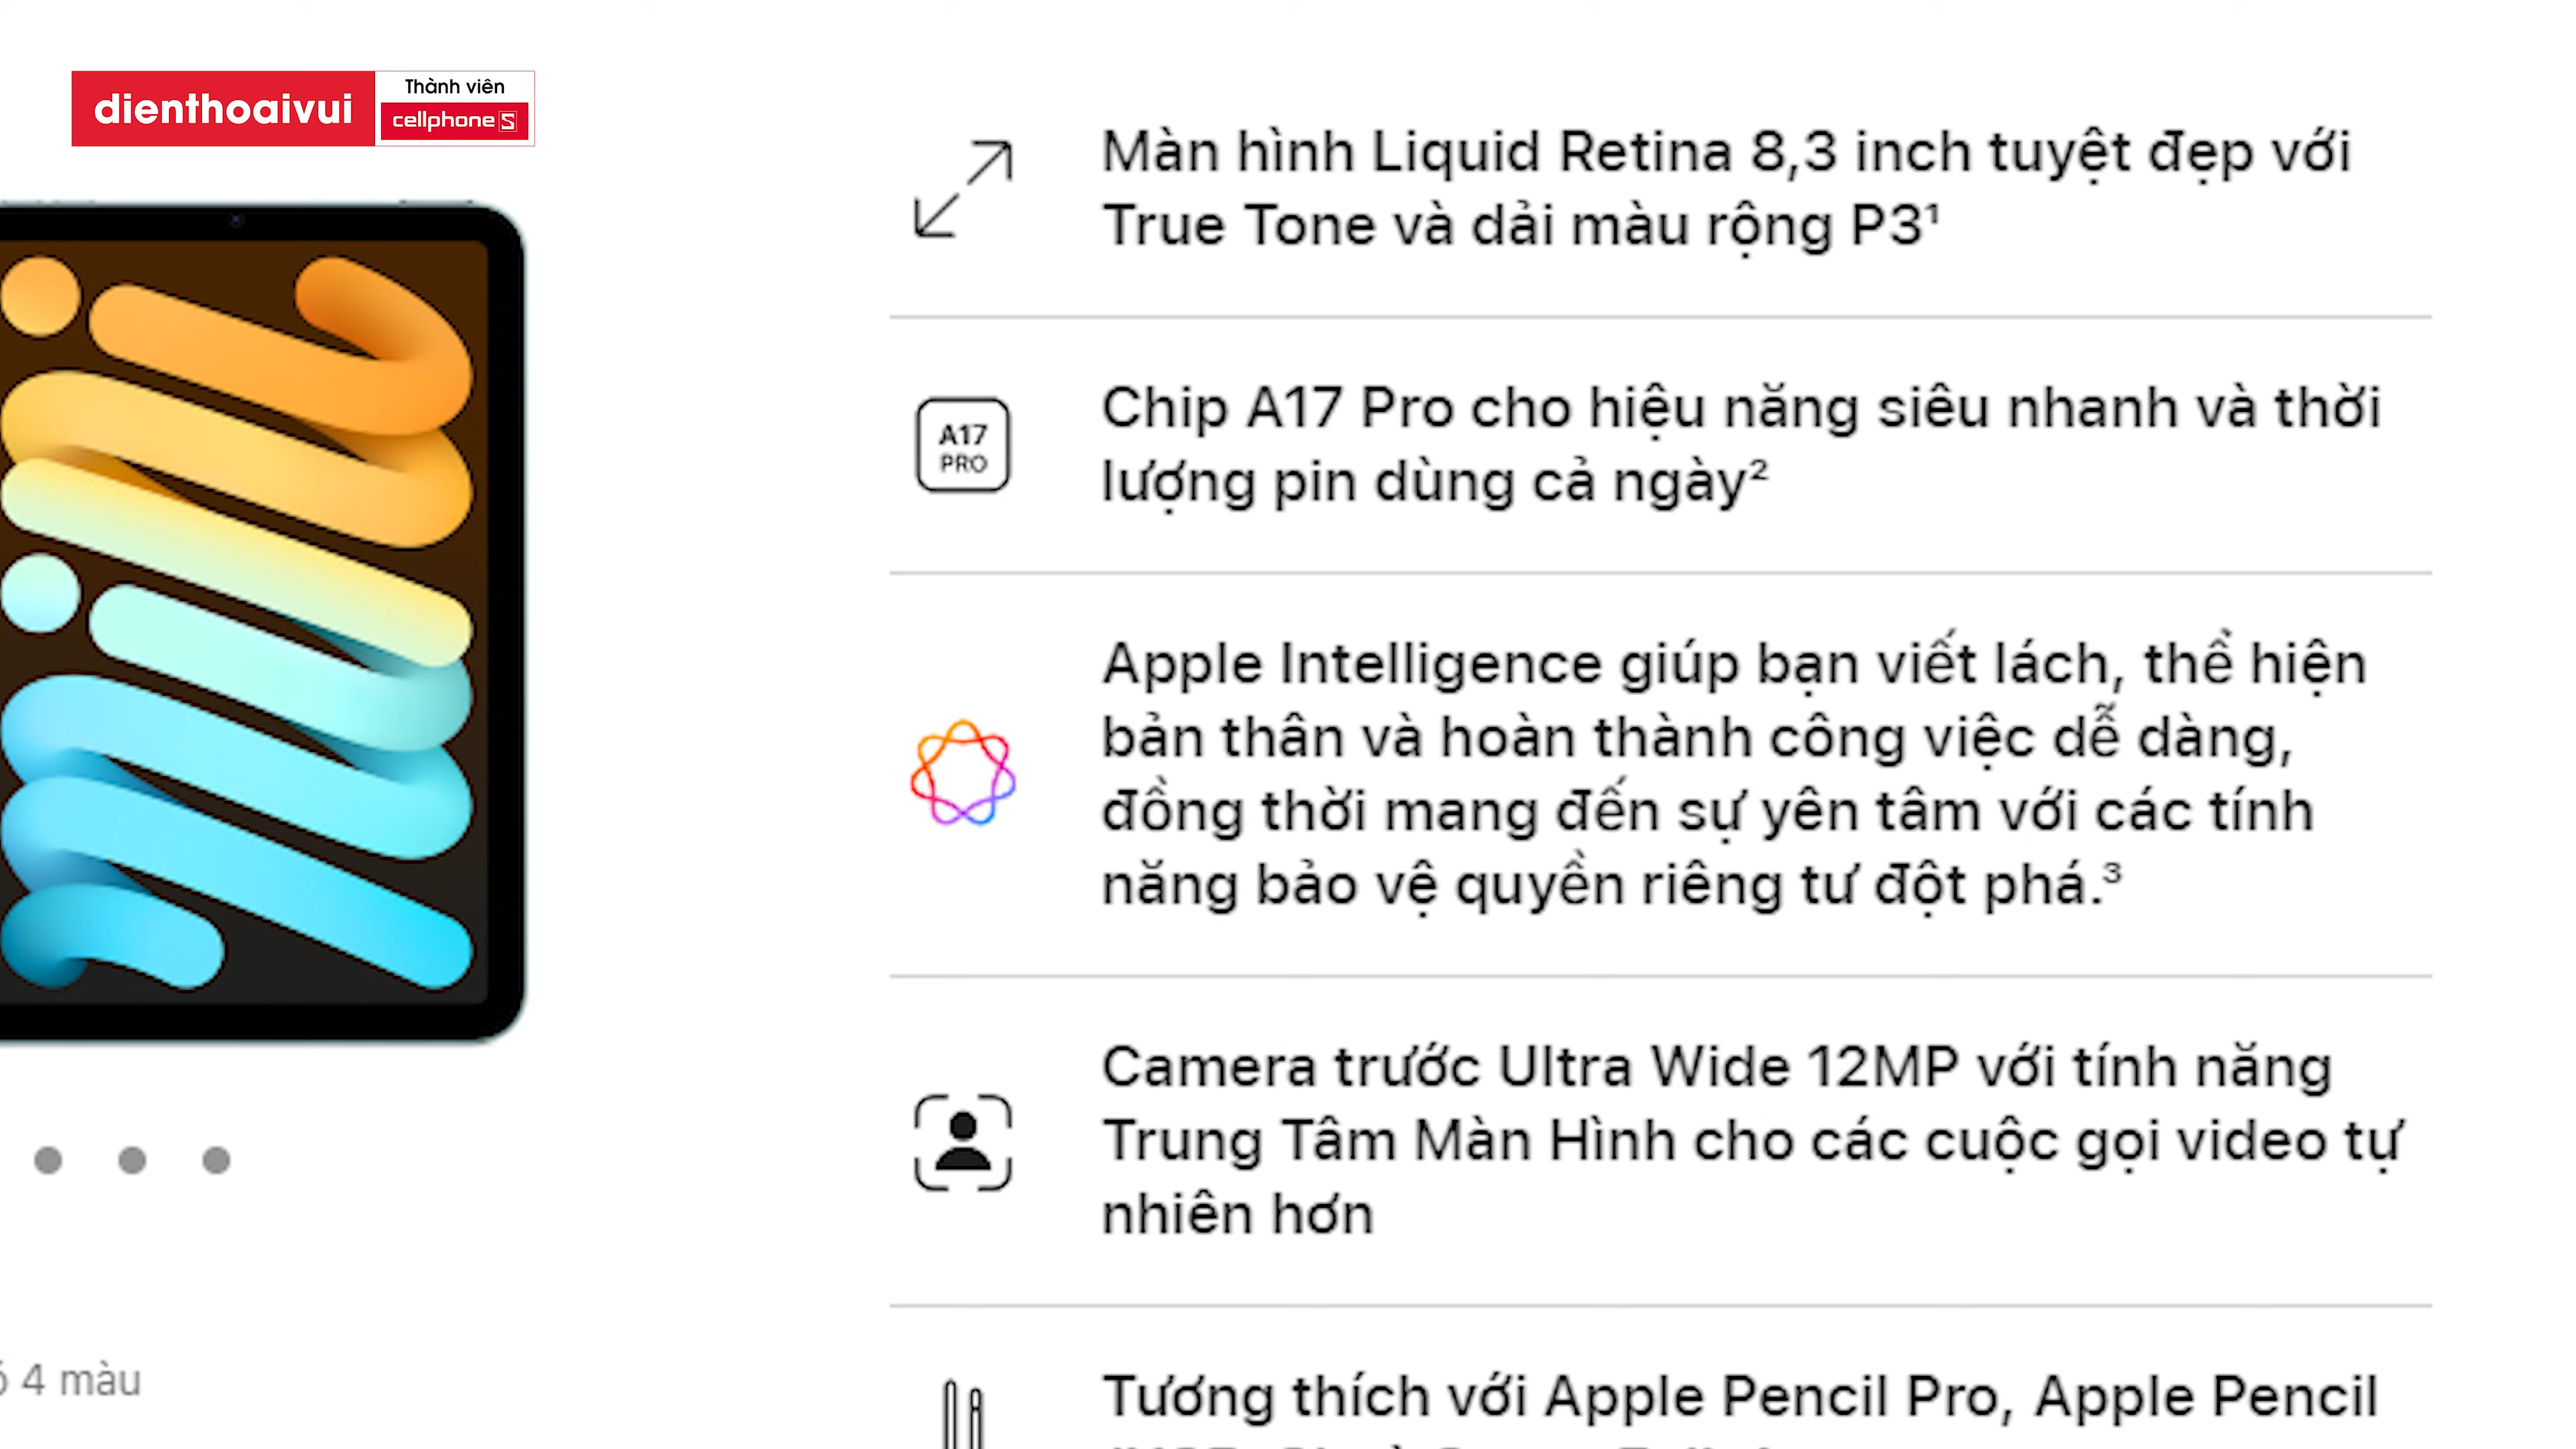 dienthoaivui
Thành viên
cellphoneS
Màn hình Liquid Retina 8,3 inch tuyệt đẹp với
True Tone và dải màu rộng P3¹
A17
PRO
Chip A17 Pro cho hiệu năng siêu nhanh và thời
lượng pin dùng cả ngày²
Apple Intelligence giúp bạn viết lách, thể hiện
bản thân và hoàn thành công việc dễ dàng,
đồng thời mang đến sự yên tâm với các tính
năng bảo vệ quyền riêng tư đột phá.³
Camera trước Ultra Wide 12MP với tính năng
Trung Tâm Màn Hình cho các cuộc gọi video tự
nhiên hơn
4 màu
Tương thích với Apple Pencil Pro, Apple Pencil